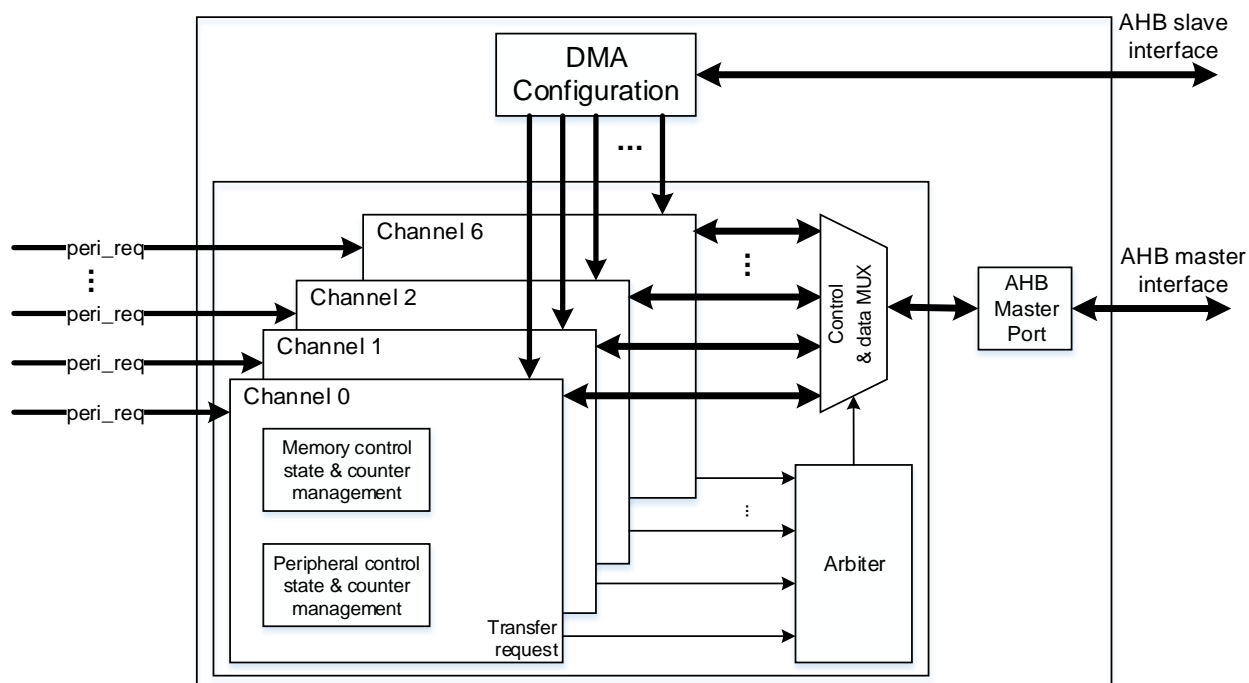 AHB slave
interface
DMA
Configuration
...
Channel 6
peri_req
...
...
Channel 2
peri_req
Channel 1
peri_req
Channel 0
peri_req
Control
& data MUX
AHB
Master
Port
AHB master
interface
Memory control
state & counter
management
...
Peripheral control
state & counter
management
Arbiter
Transfer
request